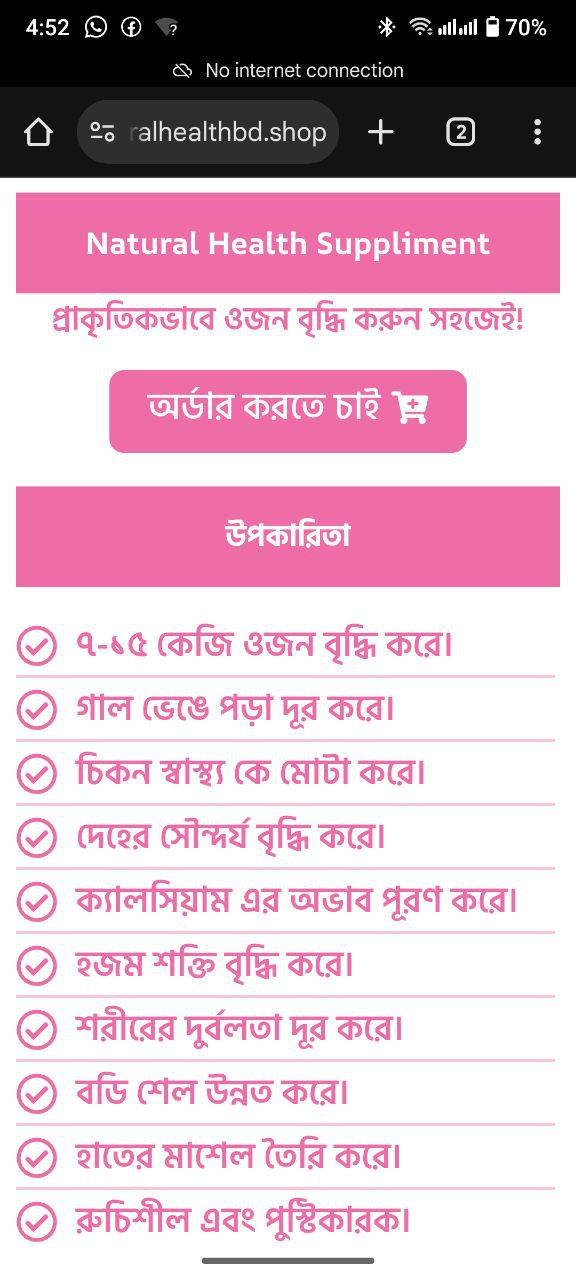 4:52
70%
No internet connection
ralhealthbd.shop
2
Natural Health Suppliment
প্রাকৃতিকভাবে ওজন বৃদ্ধি করুন সহজেই!
অর্ডার করতে চাই
উপকারিতা
৭-১৫ কেজি ওজন বৃদ্ধি করে।
গাল ভেঙে পড়া দূর করে।
চিকন স্বাস্থ্য কে মোটা করে।
দেহের সৌন্দর্য বৃদ্ধি করে।
ক্যালসিয়াম এর অভাব পূরণ করে।
হজম শক্তি বৃদ্ধি করে।
শরীরের দুর্বলতা দূর করে।
বডি শেল উন্নত করে।
হাতের মাশেল তৈরি করে।
রুচিশীল এবং পুস্টিকারক।